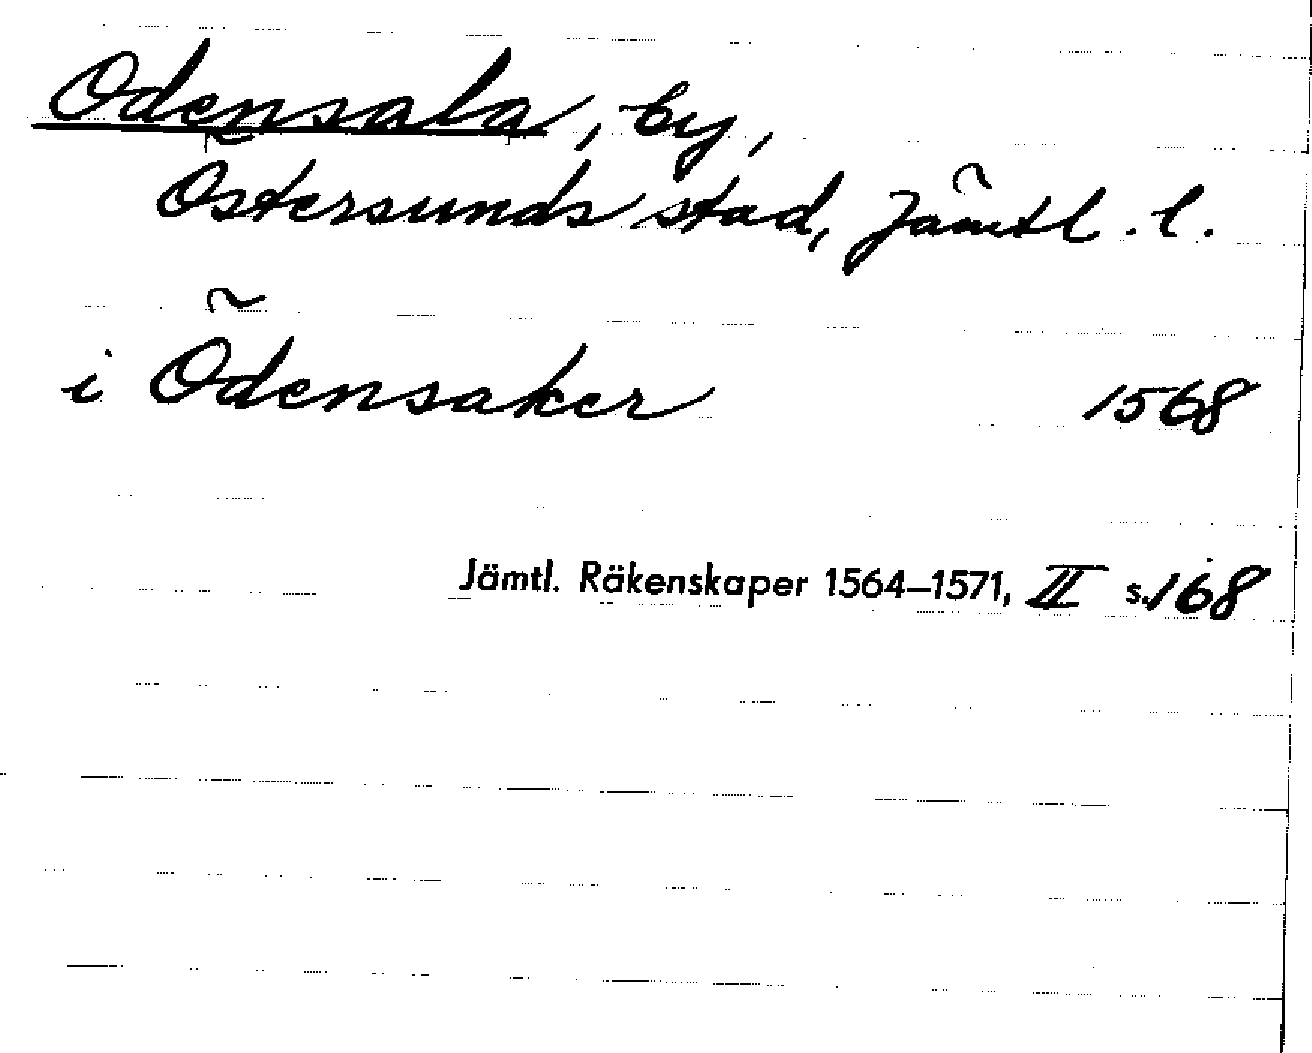 Odensala, by,
Östersunds stad, Jämtl. l.
i Ödensaker 1568
Jämtl. Räkenskaper 1564–1571, II s. 168